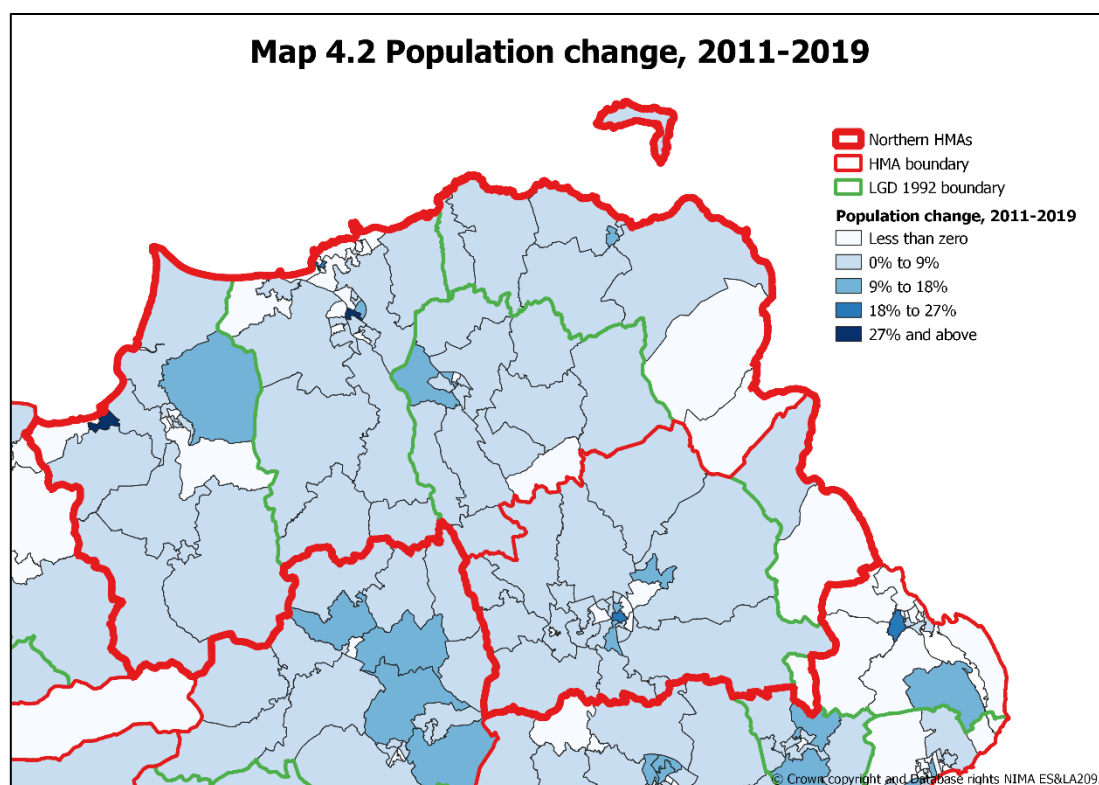 Map 4.2 Population change, 2011-2019
Northern HMAs
HMA boundary
LGD 1992 boundary
Population change, 2011-2019
Less than zero
0% to 9%
9% to 18%
18% to 27%
27% and above
© Crown copyright and Database rights NIMA ES&LA209